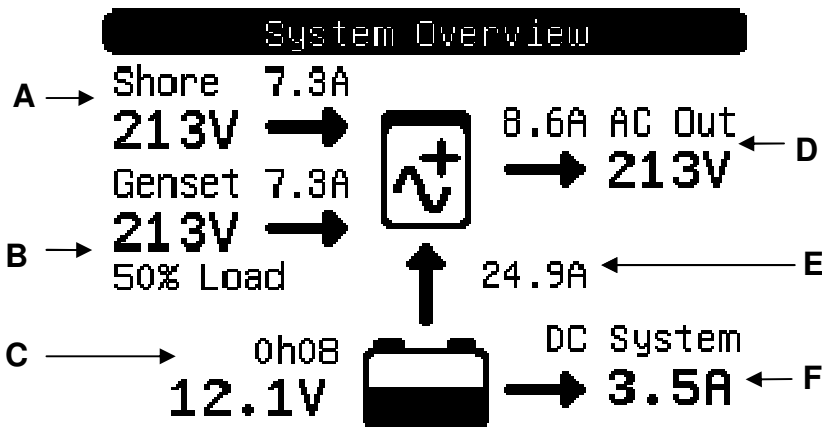 System Overview
A
Shore 7.3A
213V
8.6A AC Out
213V
D
Genset 7.3A
213V
50% Load
B
24.9A
E
C
0h08
12.1V
DC System
3.5A
F